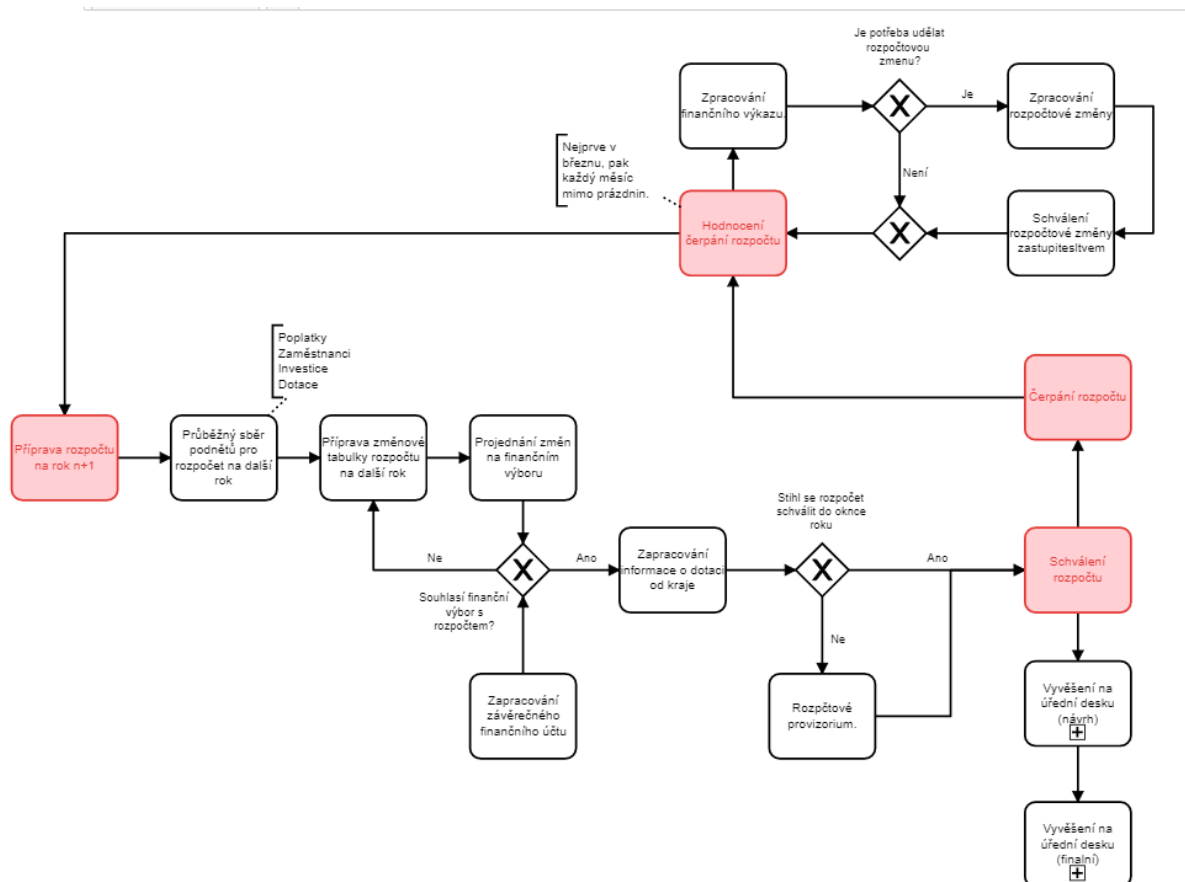 Je potřeba udělat
rozpočtovou
zmenu?
Zpracování
finančního výkazu.
Je
Zpracování
rozpočtové změny
Nejprve v
březnu, pak
každý měsíc
mimo prázdnin.
Není
Hodnocení
čerpání rozpočtu
Schválení
rozpočtové změny
zastupitesltvem
Poplatky
Zaměstnanci
Investice
Dotace
Čerpání rozpočtu
Příprava rozpočtu
na rok n+1
Průběžný sběr
podnětů pro
rozpočet na další
rok
Příprava změnové
tabulky rozpočtu
na další rok
Projednání změn
na finančním
výboru
Stihl se rozpočet
schválit do oknce
roku
Ne
Ano
Souhlasí finanční
výbor s
rozpočtem?
Zapracování
informace o dotaci
od kraje
Ano
Schválení
rozpočtu
Ne
Zapracování
závěrečného
finančního účtu
Rozpčtové
provizorium.
Vyvěšení na
úřední desku
(návrh)
Vyvěšení na
úřední desku
(finalní)